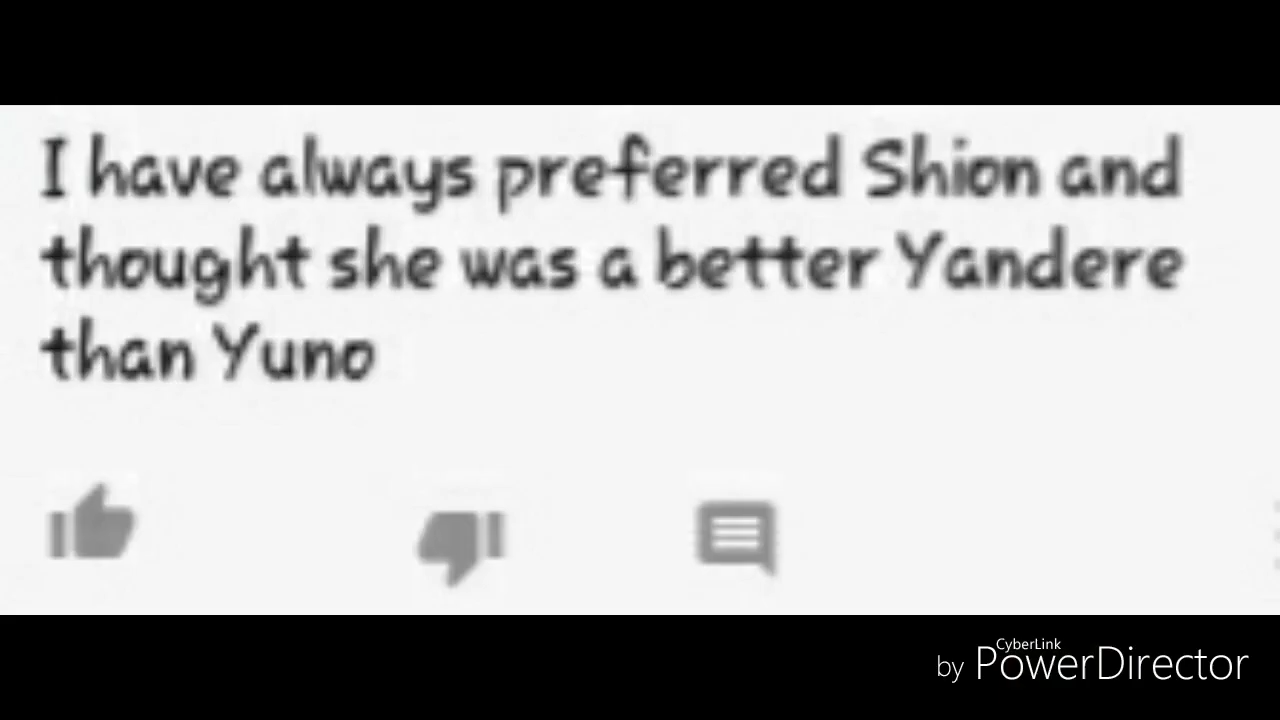 I have always preferred Shion and
thought she was a better Yandere
than Yuno
CyberLink
by PowerDirector